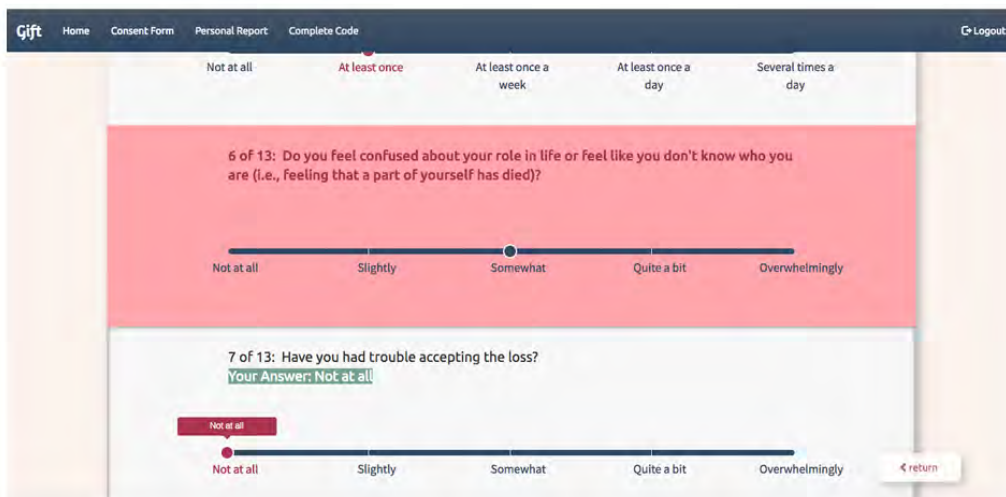 Gift Home Consent Form Personal Report Complete Code Logout
Not at all At least once At least once a week At least once a day Several times a day
6 of 13: Do you feel confused about your role in life or feel like you don't know who you
are (i.e., feeling that a part of yourself has died)?
Not at all Slightly Somewhat Quite a bit Overwhelmingly
7 of 13: Have you had trouble accepting the loss?
Your Answer: Not at all
Not at all
Not at all Slightly Somewhat Quite a bit Overwhelmingly
return